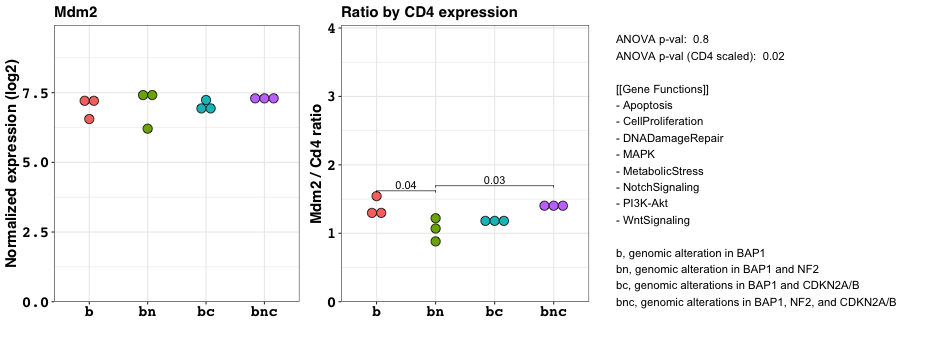 Mdm2
Normalized expression (log2)
7.5
5.0
2.5
0.0
b bn bc bnc
Ratio by CD4 expression
Mdm2 / Cd4 ratio
4
3
2
1
0
0.04
0.03
b bn bc bnc
ANOVA p-val: 0.8
ANOVA p-val (CD4 scaled): 0.02
[[Gene Functions]]
- Apoptosis
- CellProliferation
- DNADamageRepair
- MAPK
- MetabolicStress
- NotchSignaling
- PI3K-Akt
- WntSignaling
b, genomic alteration in BAP1
bn, genomic alteration in BAP1 and NF2
bc, genomic alterations in BAP1 and CDKN2A/B
bnc, genomic alterations in BAP1, NF2, and CDKN2A/B